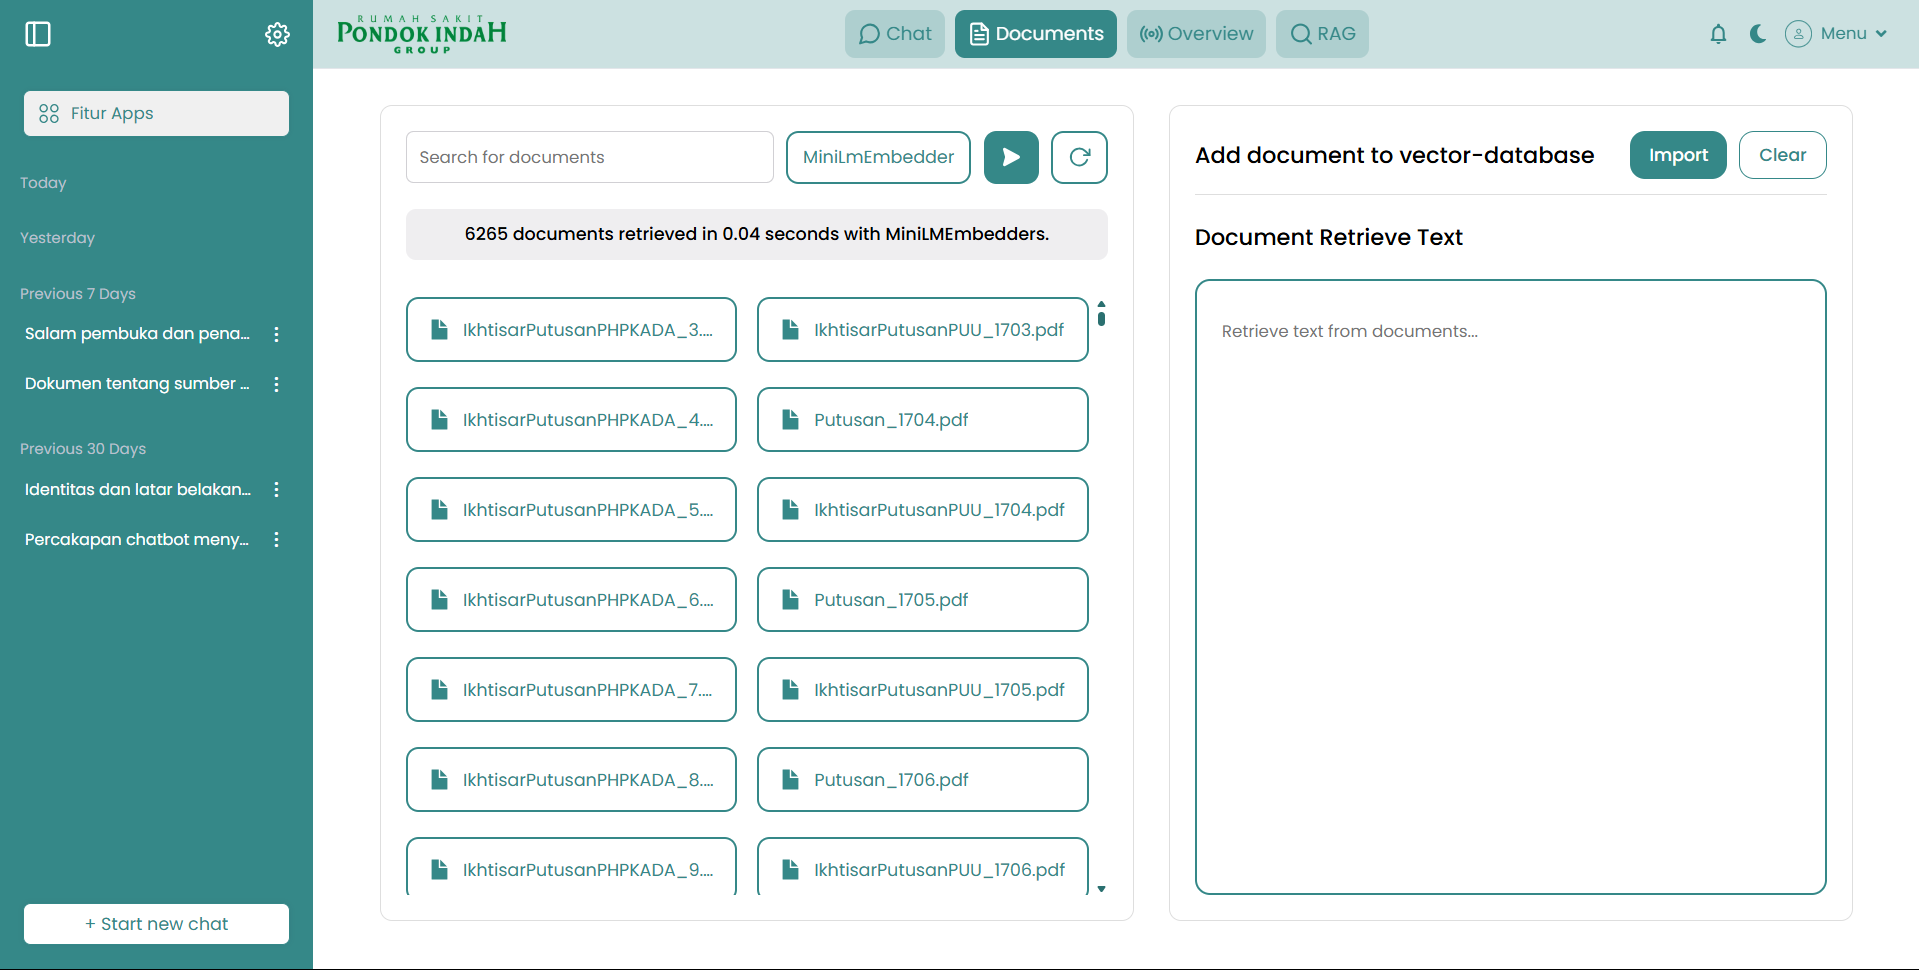 RUMAH SAKIT
PONDOK INDAH
GROUP
Chat
Documents
Overview
RAG
Menu
Fitur Apps
Today
Yesterday
Previous 7 Days
Salam pembuka dan pena...
Dokumen tentang sumber ...
Previous 30 Days
Identitas dan latar belakan...
Percakapan chatbot meny...
+ Start new chat
Search for documents
MiniLmEmbedder
6265 documents retrieved in 0.04 seconds with MiniLMEmbedders.
IkhtisarPutusanPHPKADA_3....
IkhtisarPutusanPUU_1703.pdf
IkhtisarPutusanPHPKADA_4....
Putusan_1704.pdf
IkhtisarPutusanPHPKADA_5....
IkhtisarPutusanPUU_1704.pdf
IkhtisarPutusanPHPKADA_6....
Putusan_1705.pdf
IkhtisarPutusanPHPKADA_7....
IkhtisarPutusanPUU_1705.pdf
IkhtisarPutusanPHPKADA_8....
Putusan_1706.pdf
IkhtisarPutusanPHPKADA_9....
IkhtisarPutusanPUU_1706.pdf
Add document to vector-database
Import
Clear
Document Retrieve Text
Retrieve text from documents...